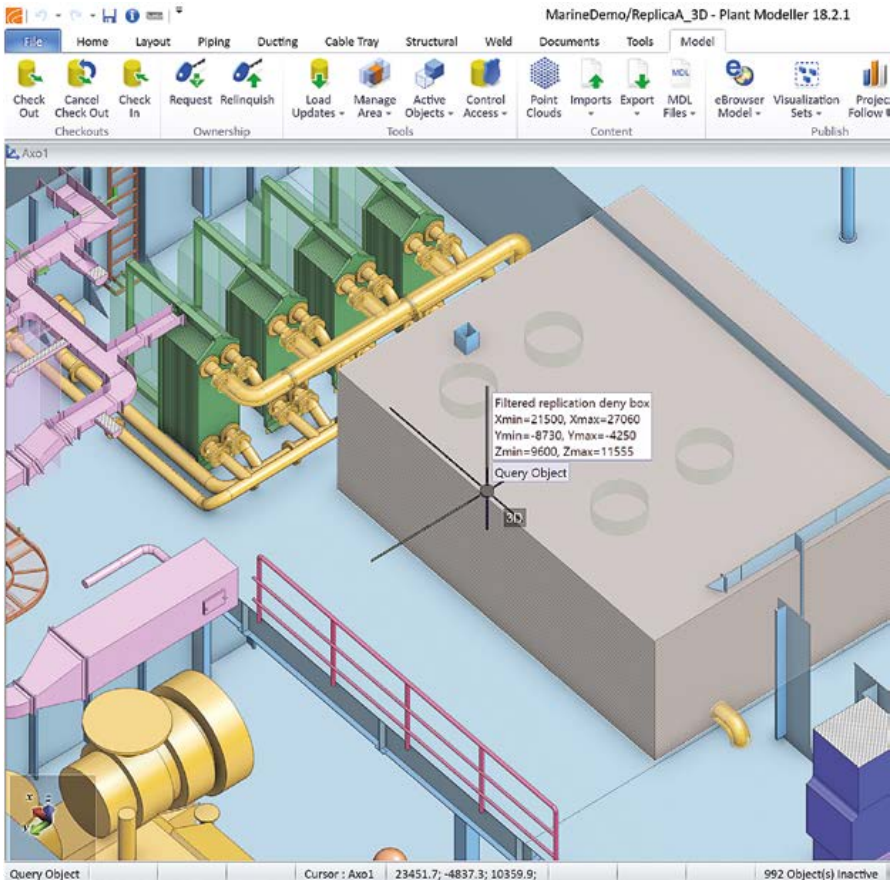 MarineDemo/ReplicaA_3D - Plant Modeller 18.2.1
File Home Layout Piping Ducting Cable Tray Structural Weld Documents Tools Model
Check Out Cancel Check Out Check In Request Relinquish Load Updates Manage Area Active Objects Control Access Point Clouds Imports Export MDL Files eBrowser Model Visualization Sets
Checkouts Ownership Tools Content Publish
Axo1
Filtered replication deny box
Xmin=21500, Xmax=27060
Ymin=-8730, Ymax=-4250
Zmin=9600, Zmax=11555
Query Object
3D
Query Object Cursor : Axo1 23451.7; -4837.3; 10359.9; 992 Object(s) Inactive